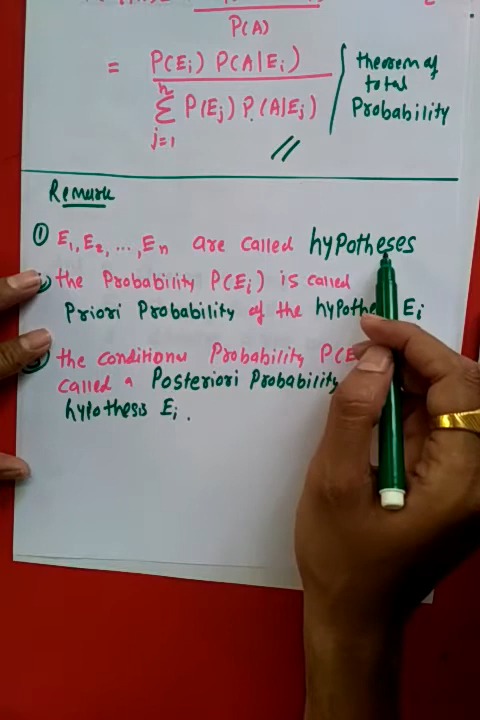 P(A)
= P(Ei) P(A|Ei) / n Σ j=1 P(Ej) P(A|Ej)
theorem of
total
Probability
Remark
① E1, E2, ..., En are called hypotheses
the Probability P(Ei) is called
Priori Probability of the hypothe Ei
the conditional Probability P(E
called a Posteriori Probability
hypothesis Ei.